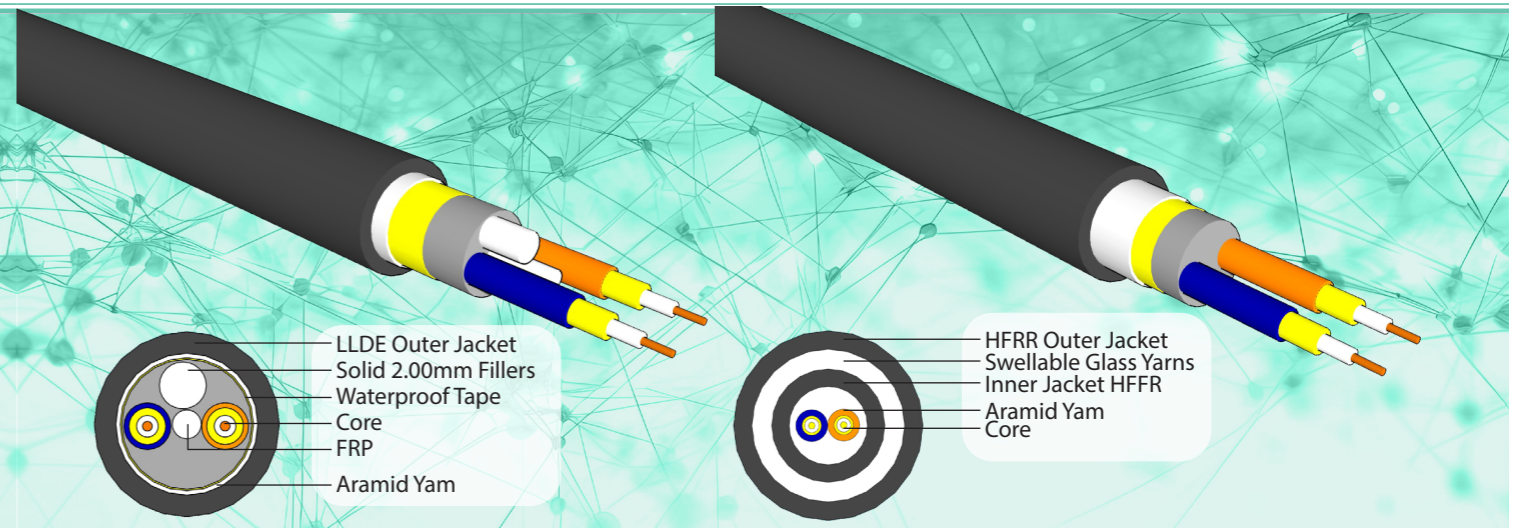 LLDE Outer Jacket
Solid 2.00mm Fillers
Waterproof Tape
Core
FRP
Aramid Yam
HFRR Outer Jacket
Swellable Glass Yarns
Inner Jacket HFFR
Aramid Yam
Core